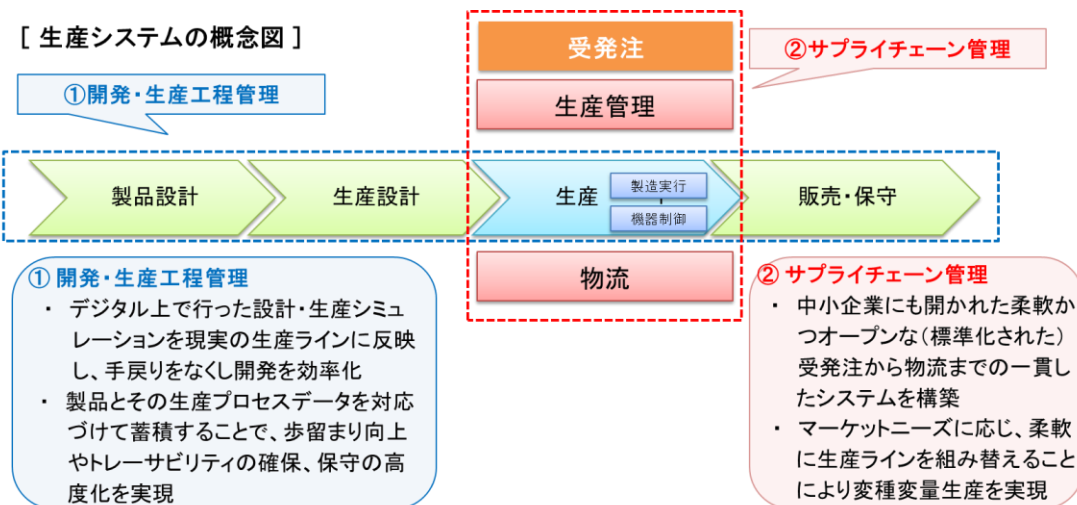 [ 生産システムの概念図 ]
受発注
②サプライチェーン管理
①開発・生産工程管理
生産管理
製品設計
生産設計
生産
製造実行
機器制御
販売・保守
物流
① 開発・生産工程管理
・ デジタル上で行った設計・生産シミュ
レーションを現実の生産ラインに反映
し、手戻りをなくし開発を効率化
・ 製品とその生産プロセスデータを対応
づけて蓄積することで、歩留まり向上
やトレーサビリティの確保、保守の高
度化を実現
② サプライチェーン管理
・ 中小企業にも開かれた柔軟か
つオープンな(標準化された)
受発注から物流までの一貫し
たシステムを構築
・ マーケットニーズに応じ、柔軟
に生産ラインを組み替えること
により変種変量生産を実現